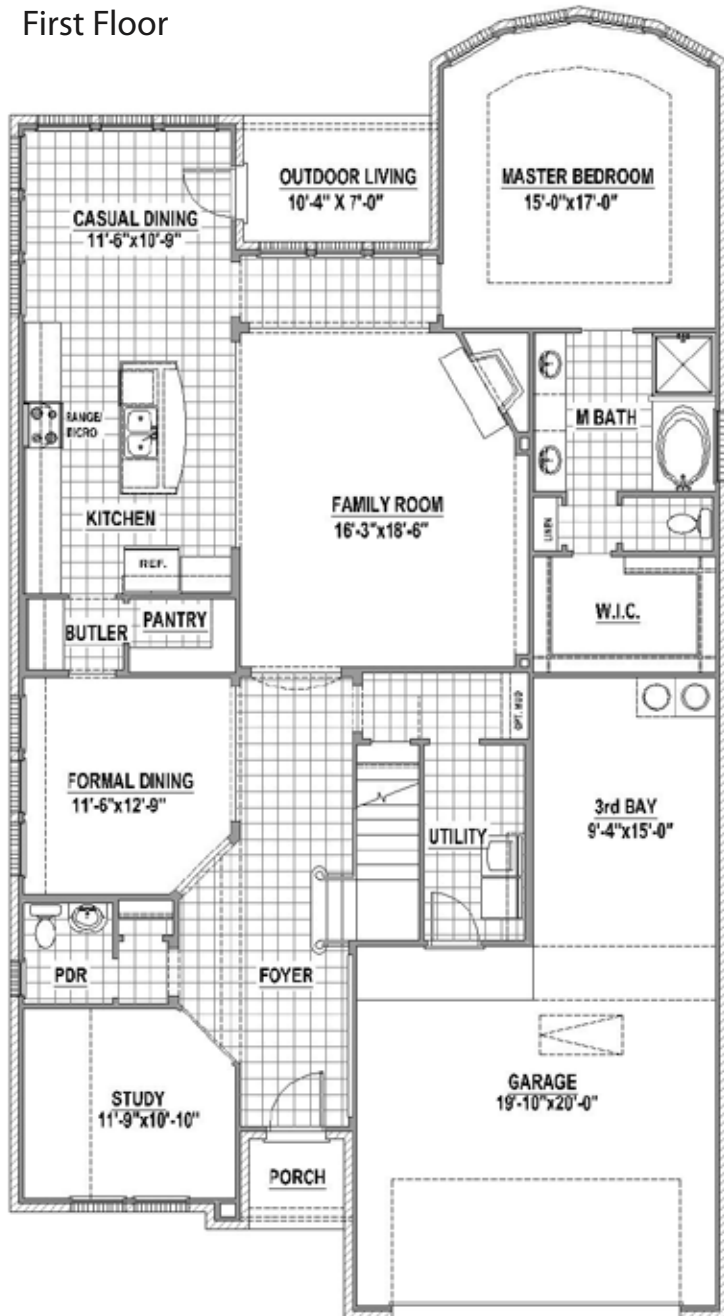 First Floor
OUTDOOR LIVING
10'-4" X 7'-0"
MASTER BEDROOM
15'-0"x17'-0"
CASUAL DINING
11'-6"x10'-9"
RANGE/
MICRO
M BATH
KITCHEN
FAMILY ROOM
16'-3"x18'-6"
LINEN
REF.
W.I.C.
BUTLER
PANTRY
OPT. MUD
FORMAL DINING
11'-6"x12'-9"
3rd BAY
9'-4"x15'-0"
UTILITY
PDR
FOYER
GARAGE
19'-10"x20'-0"
STUDY
11'-9"x10'-10"
PORCH